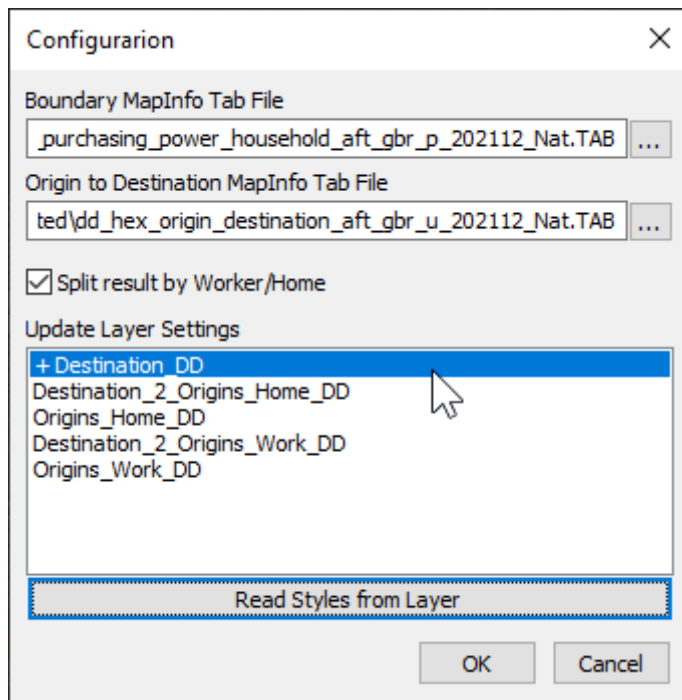 Configurarion
Boundary MapInfo Tab File
_purchasing_power_household_aft_gbr_p_202112_Nat.TAB
...
Origin to Destination MapInfo Tab File
ted\dd_hex_origin_destination_aft_gbr_u_202112_Nat.TAB
...
Split result by Worker/Home
Update Layer Settings
+ Destination_DD
Destination_2_Origins_Home_DD
Origins_Home_DD
Destination_2_Origins_Work_DD
Origins_Work_DD
Read Styles from Layer
OK Cancel